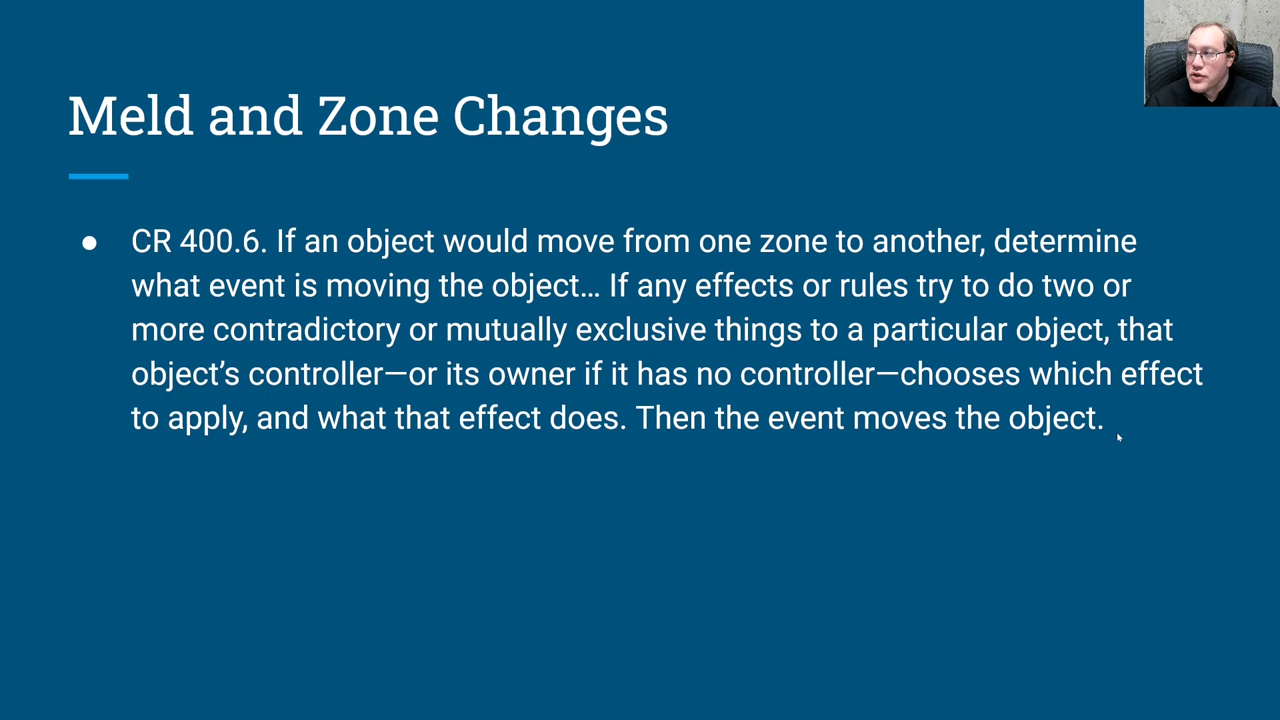 Meld and Zone Changes
● CR 400.6. If an object would move from one zone to another, determine
what event is moving the object… If any effects or rules try to do two or
more contradictory or mutually exclusive things to a particular object, that
object’s controller—or its owner if it has no controller—chooses which effect
to apply, and what that effect does. Then the event moves the object.